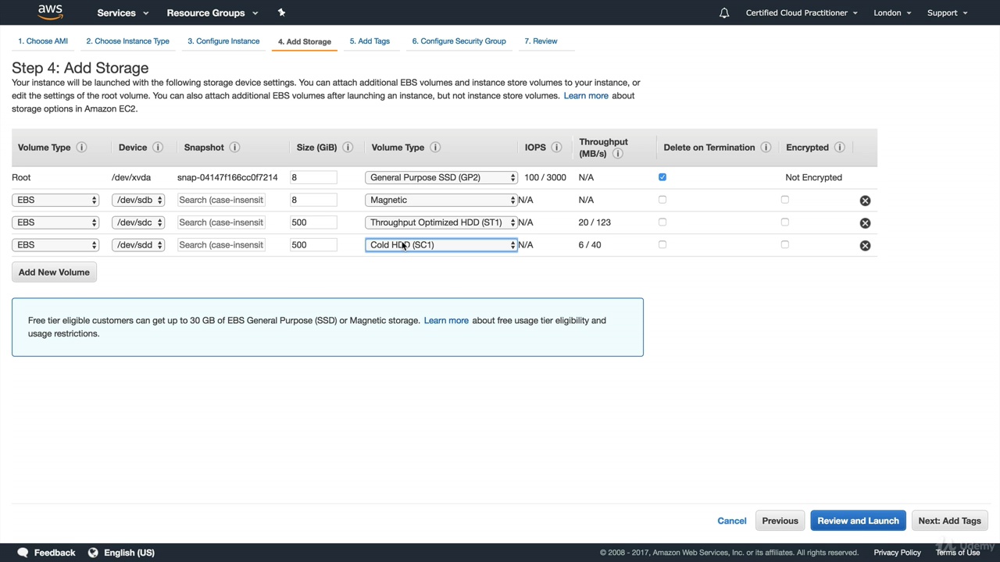 aws
Services
Resource Groups
Certified Cloud Practitioner
London
Support
1. Choose AMI
2. Choose Instance Type
3. Configure Instance
4. Add Storage
5. Add Tags
6. Configure Security Group
7. Review
Step 4: Add Storage
Your instance will be launched with the following storage device settings. You can attach additional EBS volumes and instance store volumes to your instance, or
edit the settings of the root volume. You can also attach additional EBS volumes after launching an instance, but not instance store volumes. Learn more about
storage options in Amazon EC2.
Volume Type i Device i Snapshot i Size (GiB) i Volume Type i IOPS i Throughput (MB/s) i Delete on Termination i Encrypted i
Root /dev/xvda snap-04147f166cc0f7214 8 General Purpose SSD (GP2) 100 / 3000 N/A Not Encrypted
EBS /dev/sdb Search (case-insensit 8 Magnetic N/A N/A
EBS /dev/sdc Search (case-insensit 500 Throughput Optimized HDD (ST1) N/A 20 / 123
EBS /dev/sdd Search (case-insensit 500 Cold HDD (SC1) N/A 6 / 40
Add New Volume
Free tier eligible customers can get up to 30 GB of EBS General Purpose (SSD) or Magnetic storage. Learn more about free usage tier eligibility and
usage restrictions.
Cancel
Previous
Review and Launch
Next: Add Tags
Feedback
English (US)
© 2008 - 2017, Amazon Web Services, Inc. or its affiliates. All rights reserved.
Privacy Policy
Terms of Use
Udemy